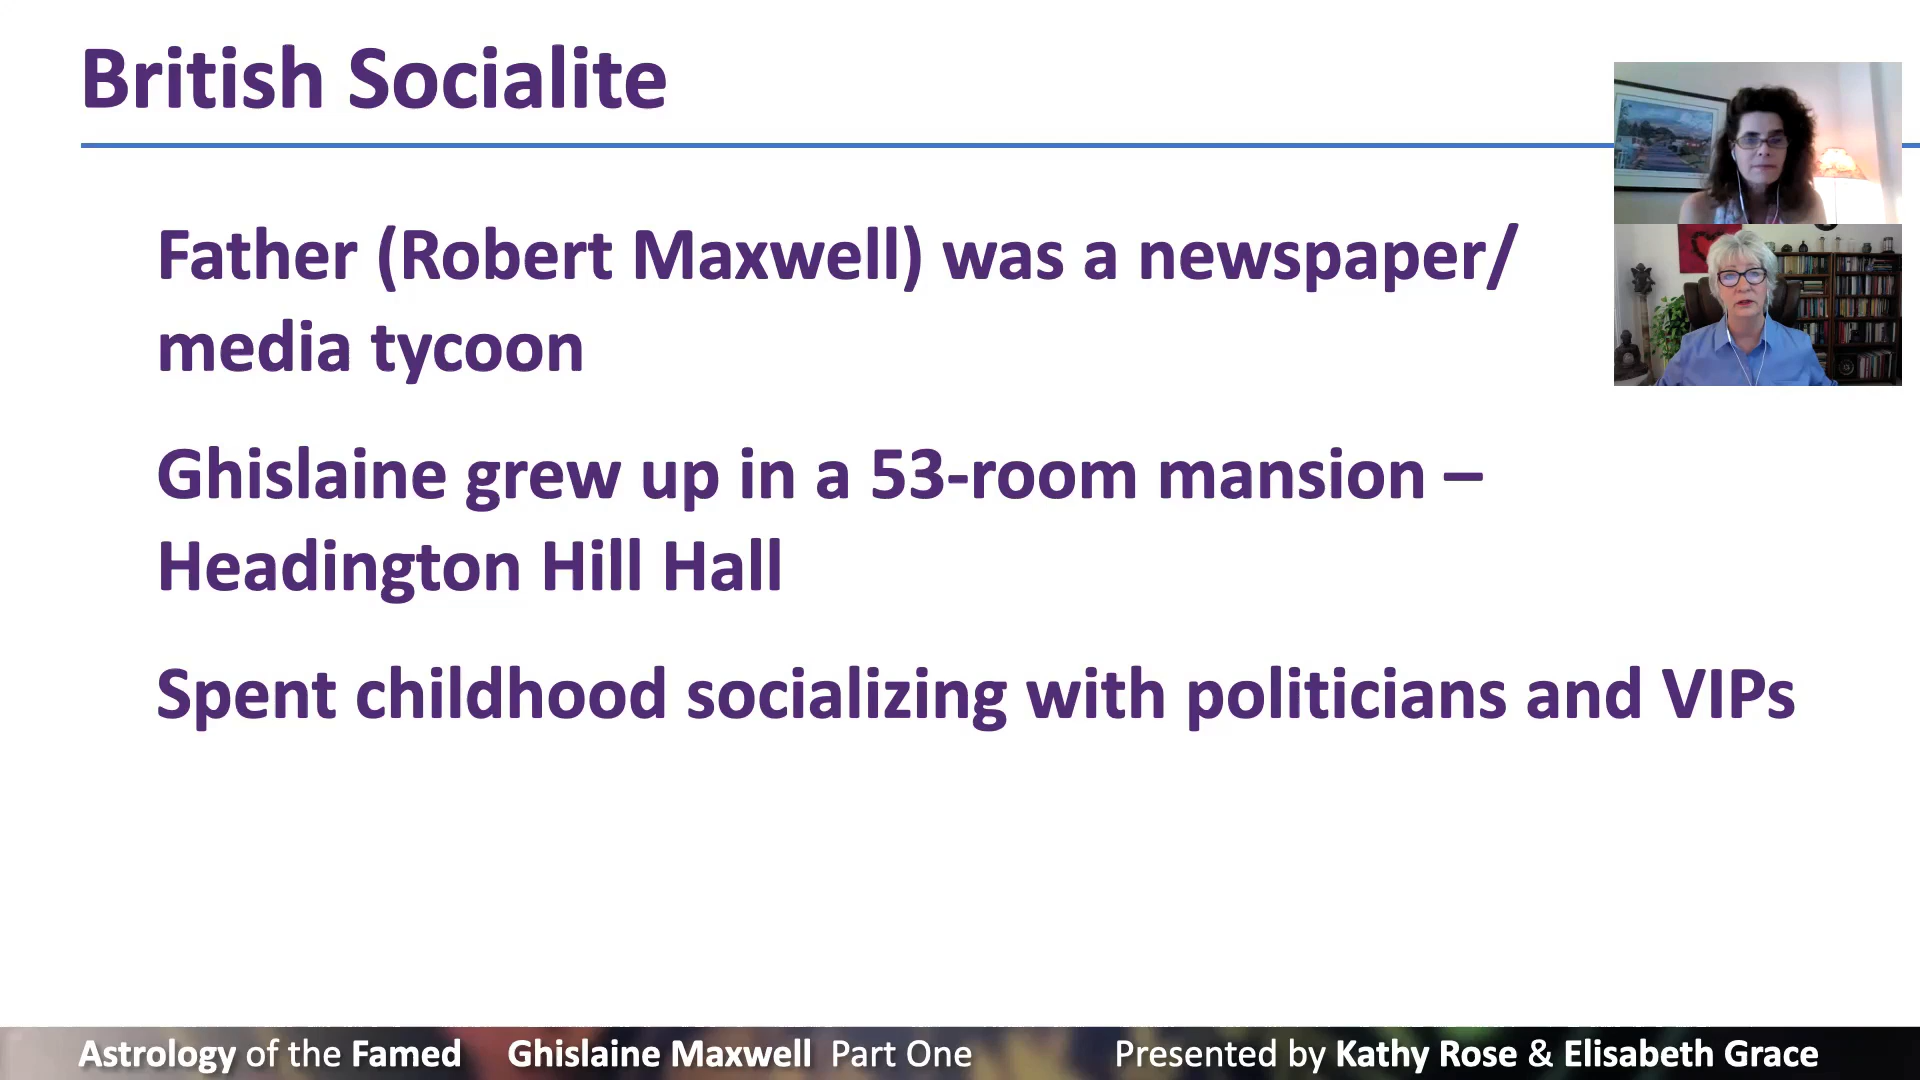 British Socialite
Father (Robert Maxwell) was a newspaper/
media tycoon
Ghislaine grew up in a 53-room mansion –
Headington Hill Hall
Spent childhood socializing with politicians and VIPs
Astrology of the Famed Ghislaine Maxwell Part One Presented by Kathy Rose & Elisabeth Grace